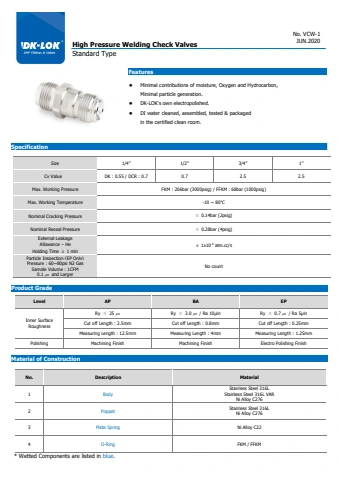 DK-LOK®
No. VCW-1
JUN.2020
High Pressure Welding Check Valves
Standard Type
Features
● Minimal contributions of moisture, Oxygen and Hydrocarbon,
Minimal particle generation.
● DK-LOK's own electropolished.
● DI water cleaned, assembled, tested & packaged
in the certified clean room.
Specification
Size 1/4" 1/2" 3/4" 1"
Cv Value DK : 0.55 / DCR : 0.7 0.7 2.5 2.5
Max. Working Pressure FKM : 206bar (3000psig) / FFKM : 68bar (1000psig)
Max. Working Temperature -10 ~ 80℃
Nominal Cracking Pressure ≤ 0.14bar (2psig)
Nominal Reseal Pressure ≤ 0.28bar (4psig)
External Leakage
Allowance - He
Holding Time ≥ 1 min
Particle Inspection (EP Only)
Pressure : 60~90psi N2 Gas
Sample Volume : 1CFM
0.1 ㎛ and Larger
No count
Product Grade
Level AP BA EP
Inner Surface
Roughness
Ry ≤ 25 ㎛ Ry ≤ 3.0 ㎛ / Ra 10μin Ry ≤ 0.7 ㎛ / Ra 5μin
Cut off Length : 2.5mm Cut off Length : 0.8mm Cut off Length : 0.25mm
Measuring Length : 12.5mm Measuring Length : 4mm Measuring Length : 1.25mm
Polishing Machining Finish Machining Finish Electro Polishing Finish
Material of Construction
No. Description Material
1 Body
Stainless Steel 316L
Stainless Steel 316L VAR
Ni Alloy C276
2 Poppet
Stainless Steel 316L
Ni Alloy C276
3 Plate Spring Ni Alloy C22
4 O-Ring FKM / FFKM
* Wetted Components are listed in blue.